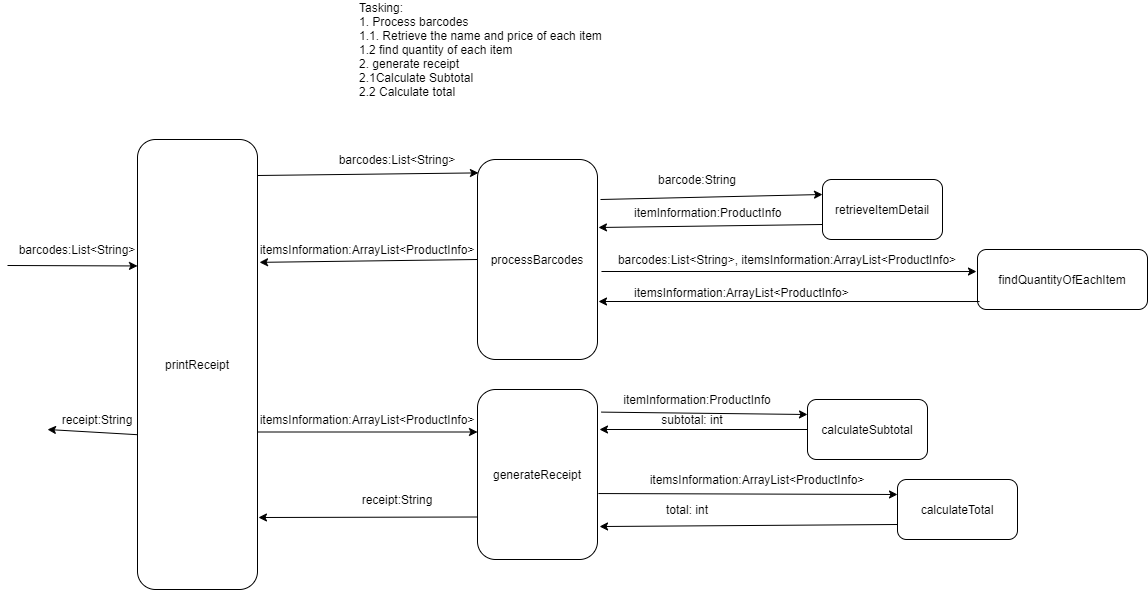 Tasking:
1. Process barcodes
1.1. Retrieve the name and price of each item
1.2 find quantity of each item
2. generate receipt
2.1Calculate Subtotal
2.2 Calculate total
barcodes:List<String>
barcode:String
itemInformation:ProductInfo
retrieveItemDetail
barcodes:List<String>
itemsInformation:ArrayList<ProductInfo>
processBarcodes
barcodes:List<String>, itemsInformation:ArrayList<ProductInfo>
findQuantityOfEachItem
itemsInformation:ArrayList<ProductInfo>
printReceipt
itemInformation:ProductInfo
receipt:String
itemsInformation:ArrayList<ProductInfo>
subtotal: int
calculateSubtotal
generateReceipt
itemsInformation:ArrayList<ProductInfo>
receipt:String
total: int
calculateTotal